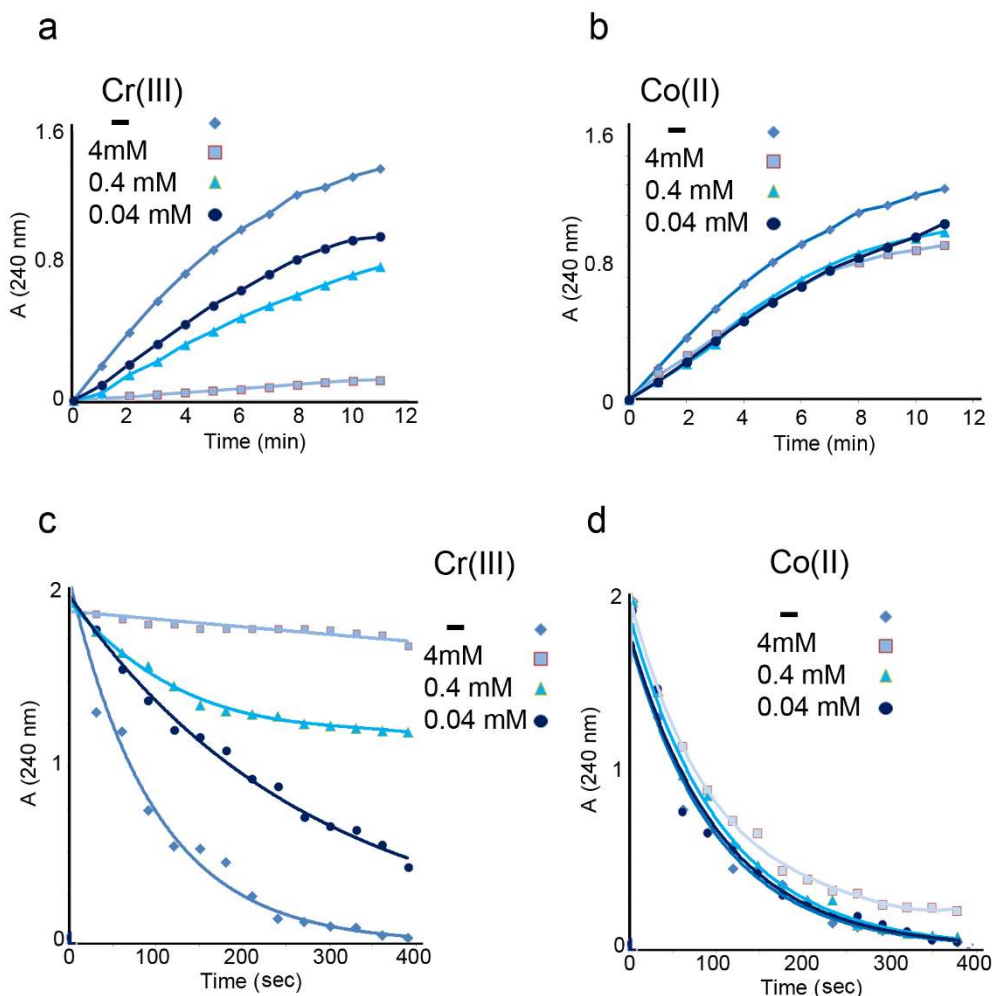 a
Cr(III)
–
4mM
0.4 mM
0.04 mM
1.6
0.8
0
A (240 nm)
0 2 4 6 8 10 12
Time (min)
b
Co(II)
–
4mM
0.4 mM
0.04 mM
1.6
0.8
0
A (240 nm)
0 2 4 6 8 10 12
Time (min)
c
Cr(III)
–
4mM
0.4 mM
0.04 mM
2
1
0
A (240 nm)
0 100 200 300 400
Time (sec)
d
Co(II)
–
4mM
0.4 mM
0.04 mM
2
1
0
A (240 nm)
0 100 200 300 400
Time (sec)